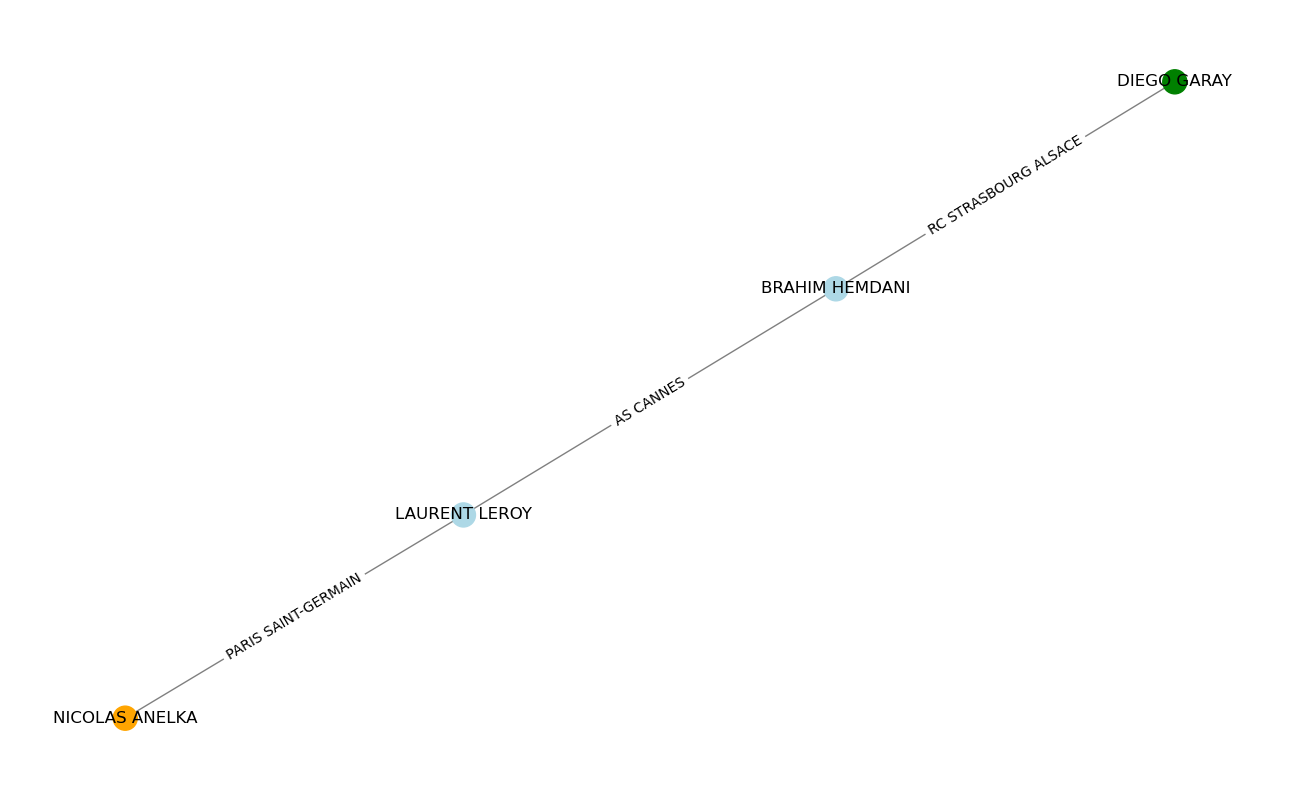 DIEGO GARAY
RC STRASBOURG ALSACE
BRAHIM HEMDANI
AS CANNES
LAURENT LEROY
PARIS SAINT-GERMAIN
NICOLAS ANELKA